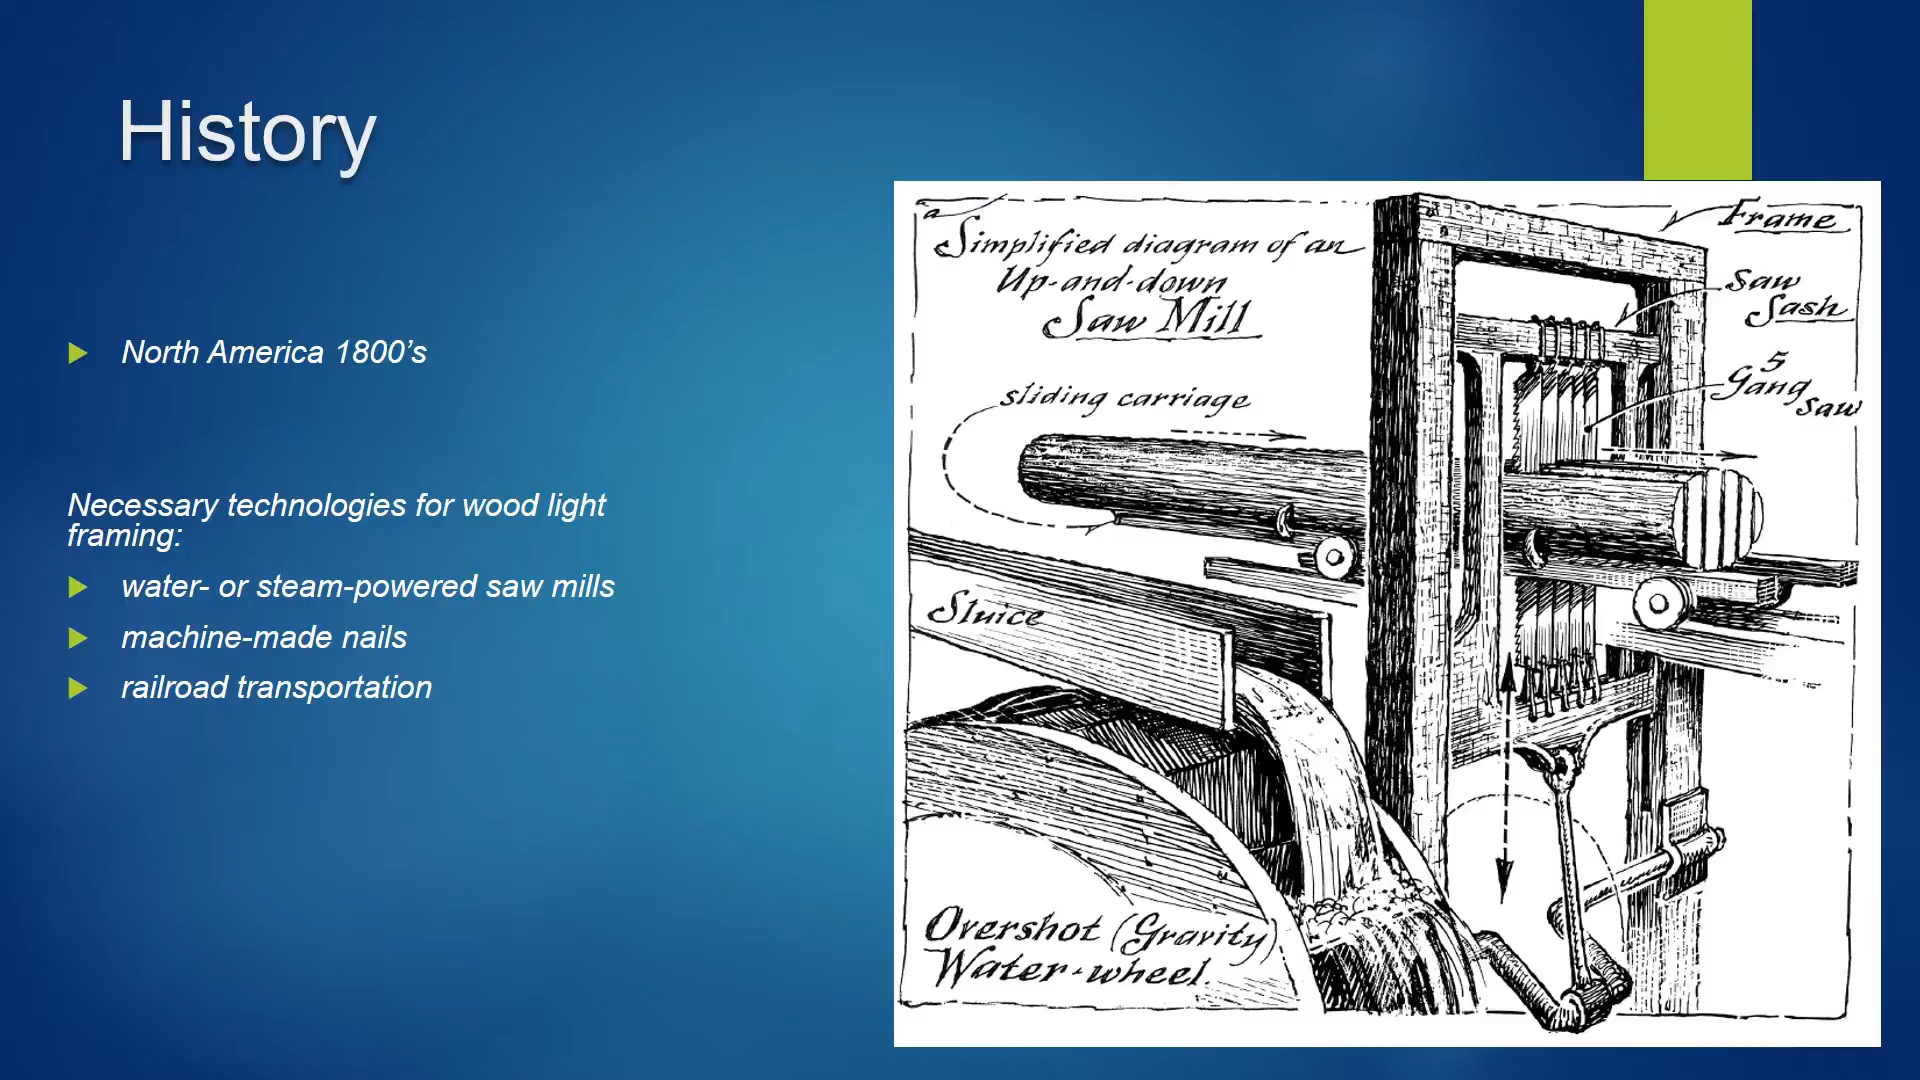 History
North America 1800’s
Necessary technologies for wood light
framing:
water- or steam-powered saw mills
machine-made nails
railroad transportation
a
Simplified diagram of an
Up-and-down
Saw Mill
Frame
Saw
Sash
5
Gang
Saw
sliding carriage
Sluice
Overshot (Gravity)
Water-wheel.